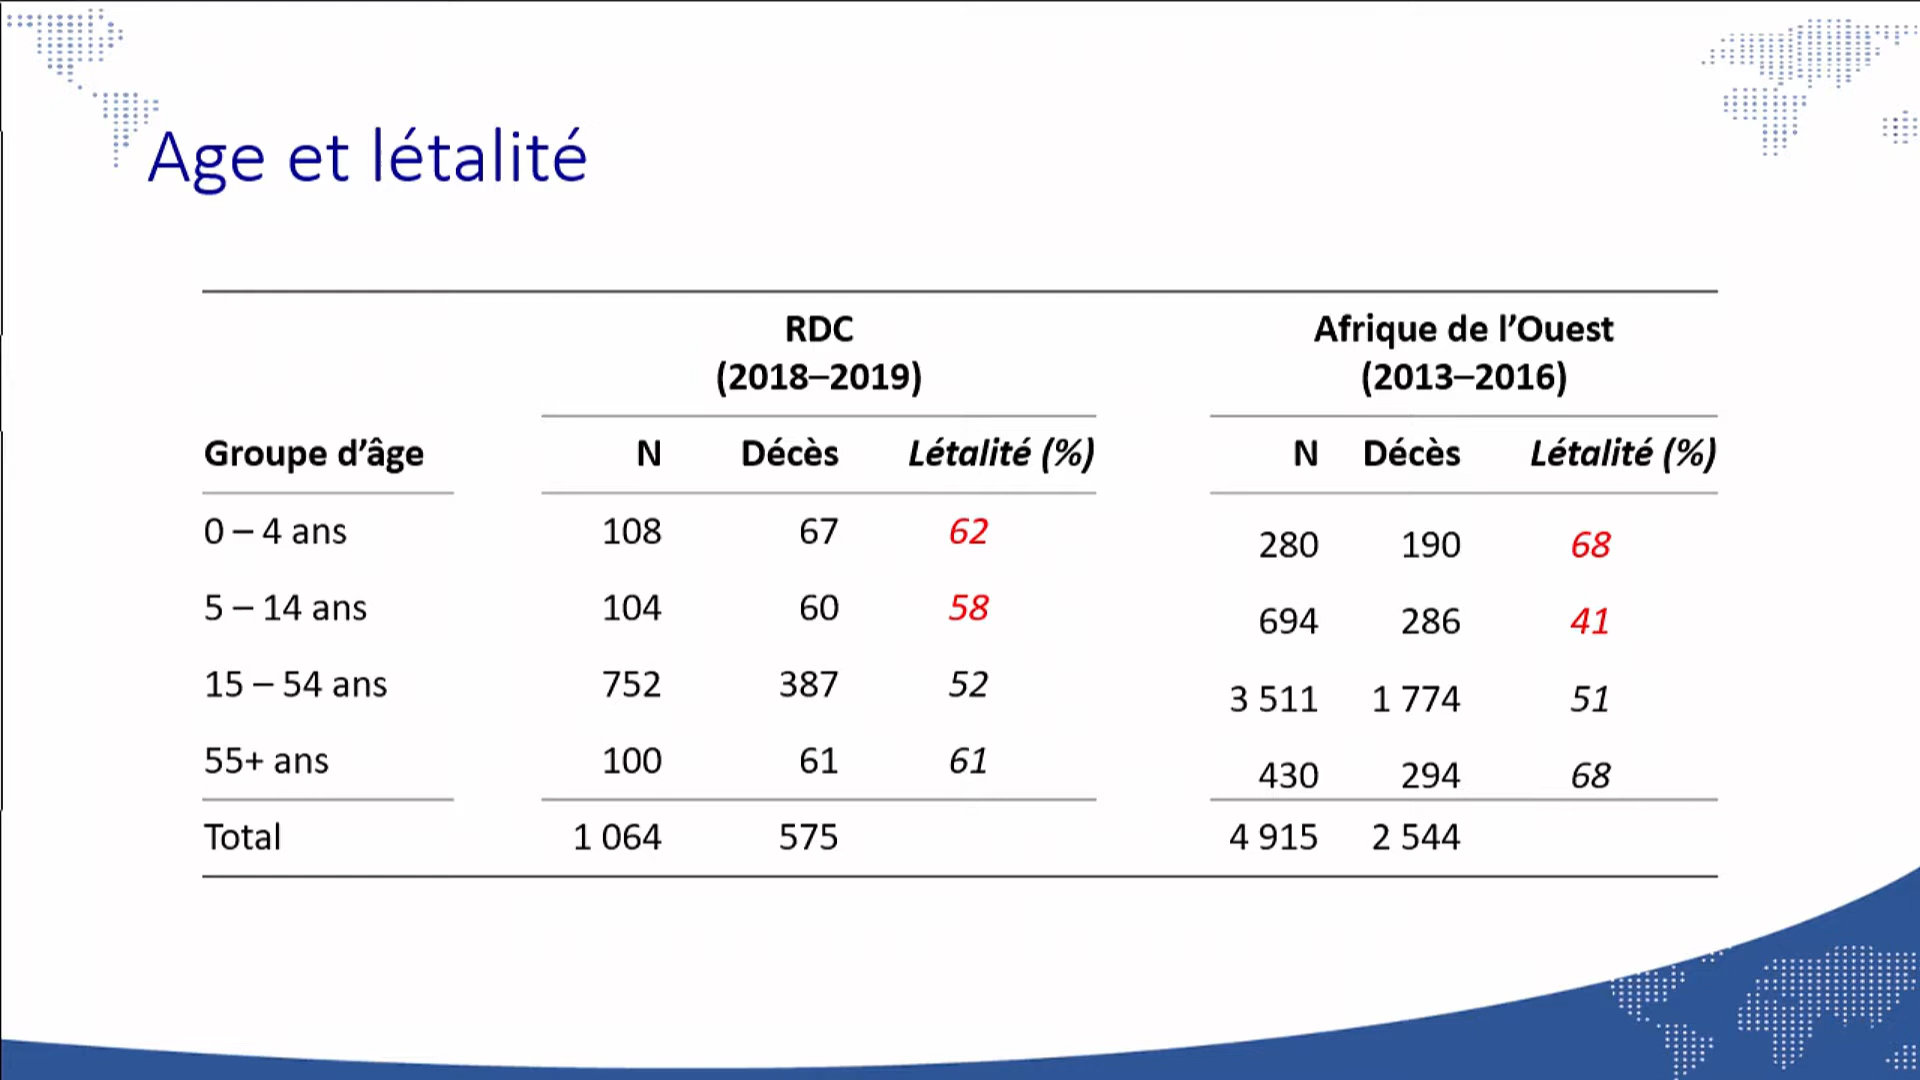 Age et létalité
RDC
(2018–2019)
Afrique de l’Ouest
(2013–2016)
Groupe d’âge N Décès Létalité (%) N Décès Létalité (%)
0 – 4 ans 108 67 62 280 190 68
5 – 14 ans 104 60 58 694 286 41
15 – 54 ans 752 387 52 3 511 1 774 51
55+ ans 100 61 61 430 294 68
Total 1 064 575 4 915 2 544